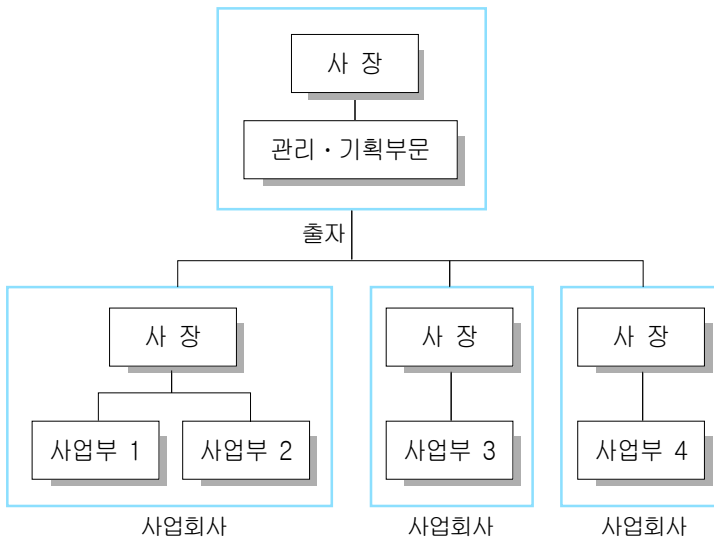 사 장
관리 · 기획부문
출자
사 장
사 장
사 장
사업부 1
사업부 2
사업부 3
사업부 4
사업회사
사업회사
사업회사